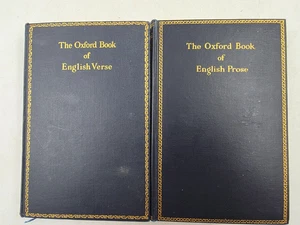 The Oxford Book
of
English Verse
The Oxford Book
of
English Prose